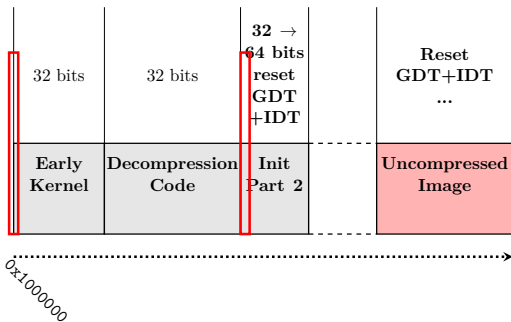 32 bits
32 bits
32 →
64 bits
reset
GDT
+IDT
Reset
GDT+IDT
...
Early
Kernel
Decompression
Code
Init
Part 2
Uncompressed
Image
0x1000000